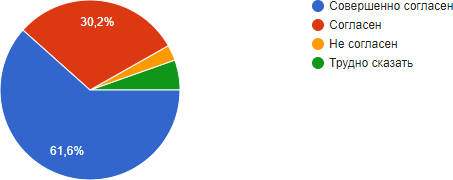 Совершенно согласен
Согласен
Не согласен
Трудно сказать
30,2%
61,6%